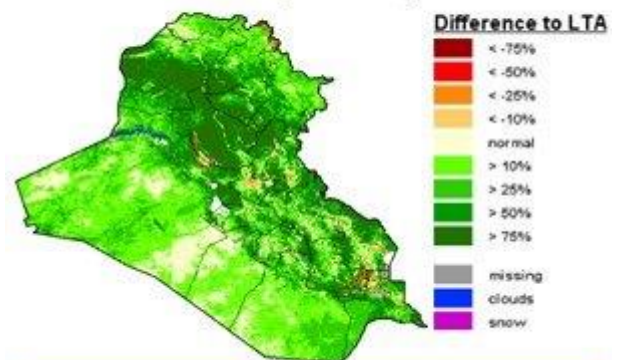 Difference to LTA
< -75%
< -50%
< -25%
< -10%
normal
> 10%
> 25%
> 50%
> 75%
missing
clouds
snow